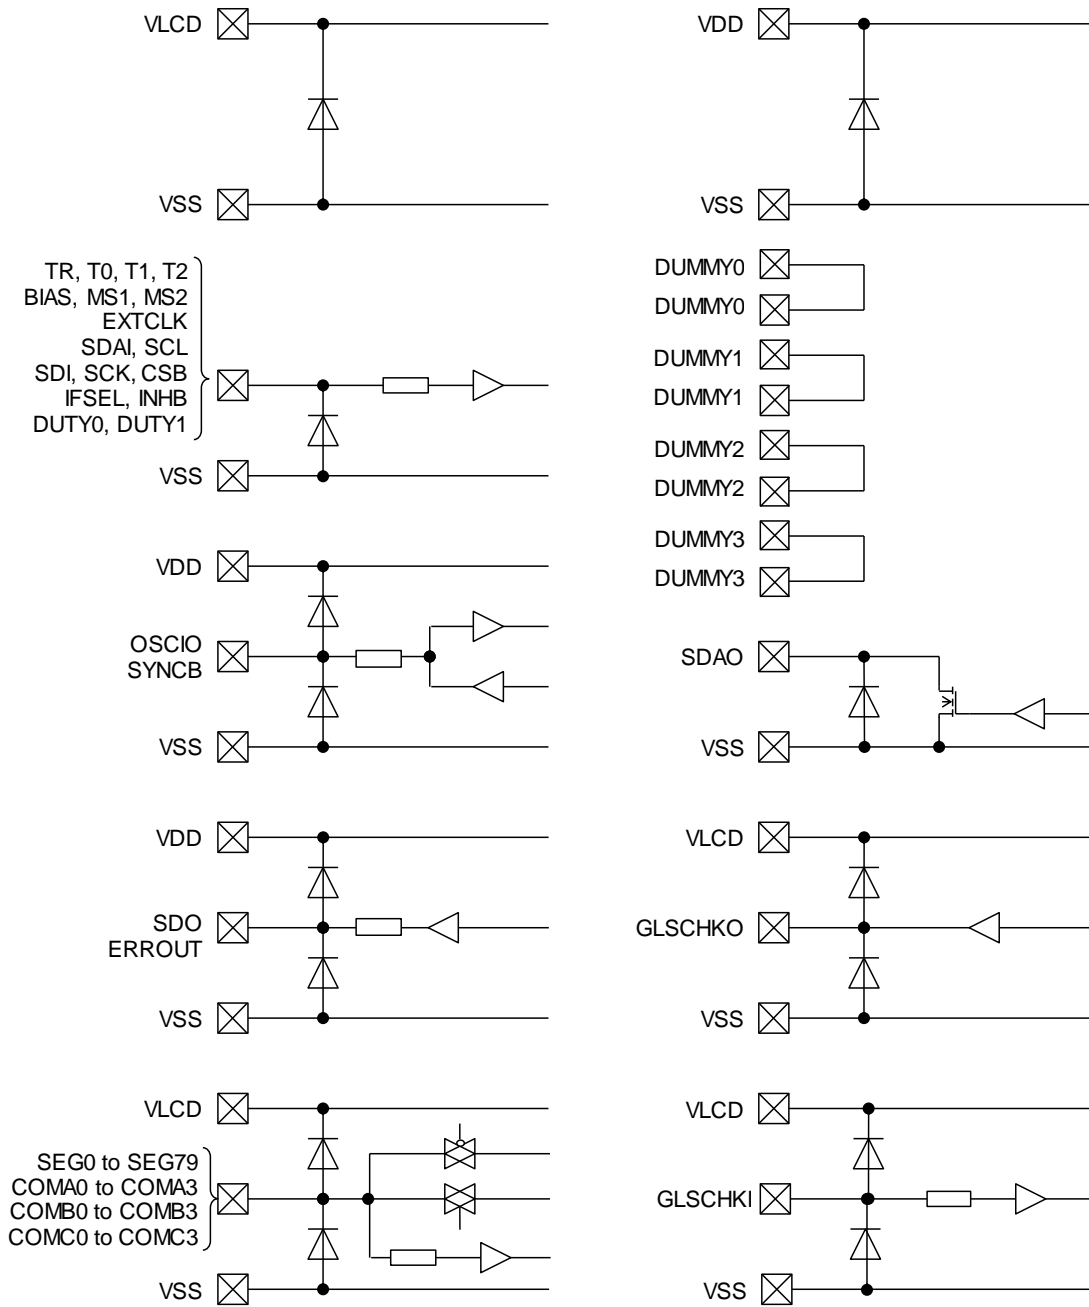 VLCD
VSS
TR, T0, T1, T2
BIAS, MS1, MS2
EXTCLK
SDAI, SCL
SDI, SCK, CSB
IFSEL, INHB
DUTY0, DUTY1
VSS
VDD
OSCIO
SYNCB
VSS
VDD
SDO
ERROUT
VSS
VLCD
SEG0 to SEG79
COMA0 to COMA3
COMB0 to COMB3
COMC0 to COMC3
VSS
VDD
VSS
DUMMY0
DUMMY0
DUMMY1
DUMMY1
DUMMY2
DUMMY2
DUMMY3
DUMMY3
SDAO
VSS
VLCD
GLSCHKO
VSS
VLCD
GLSCHKI
VSS